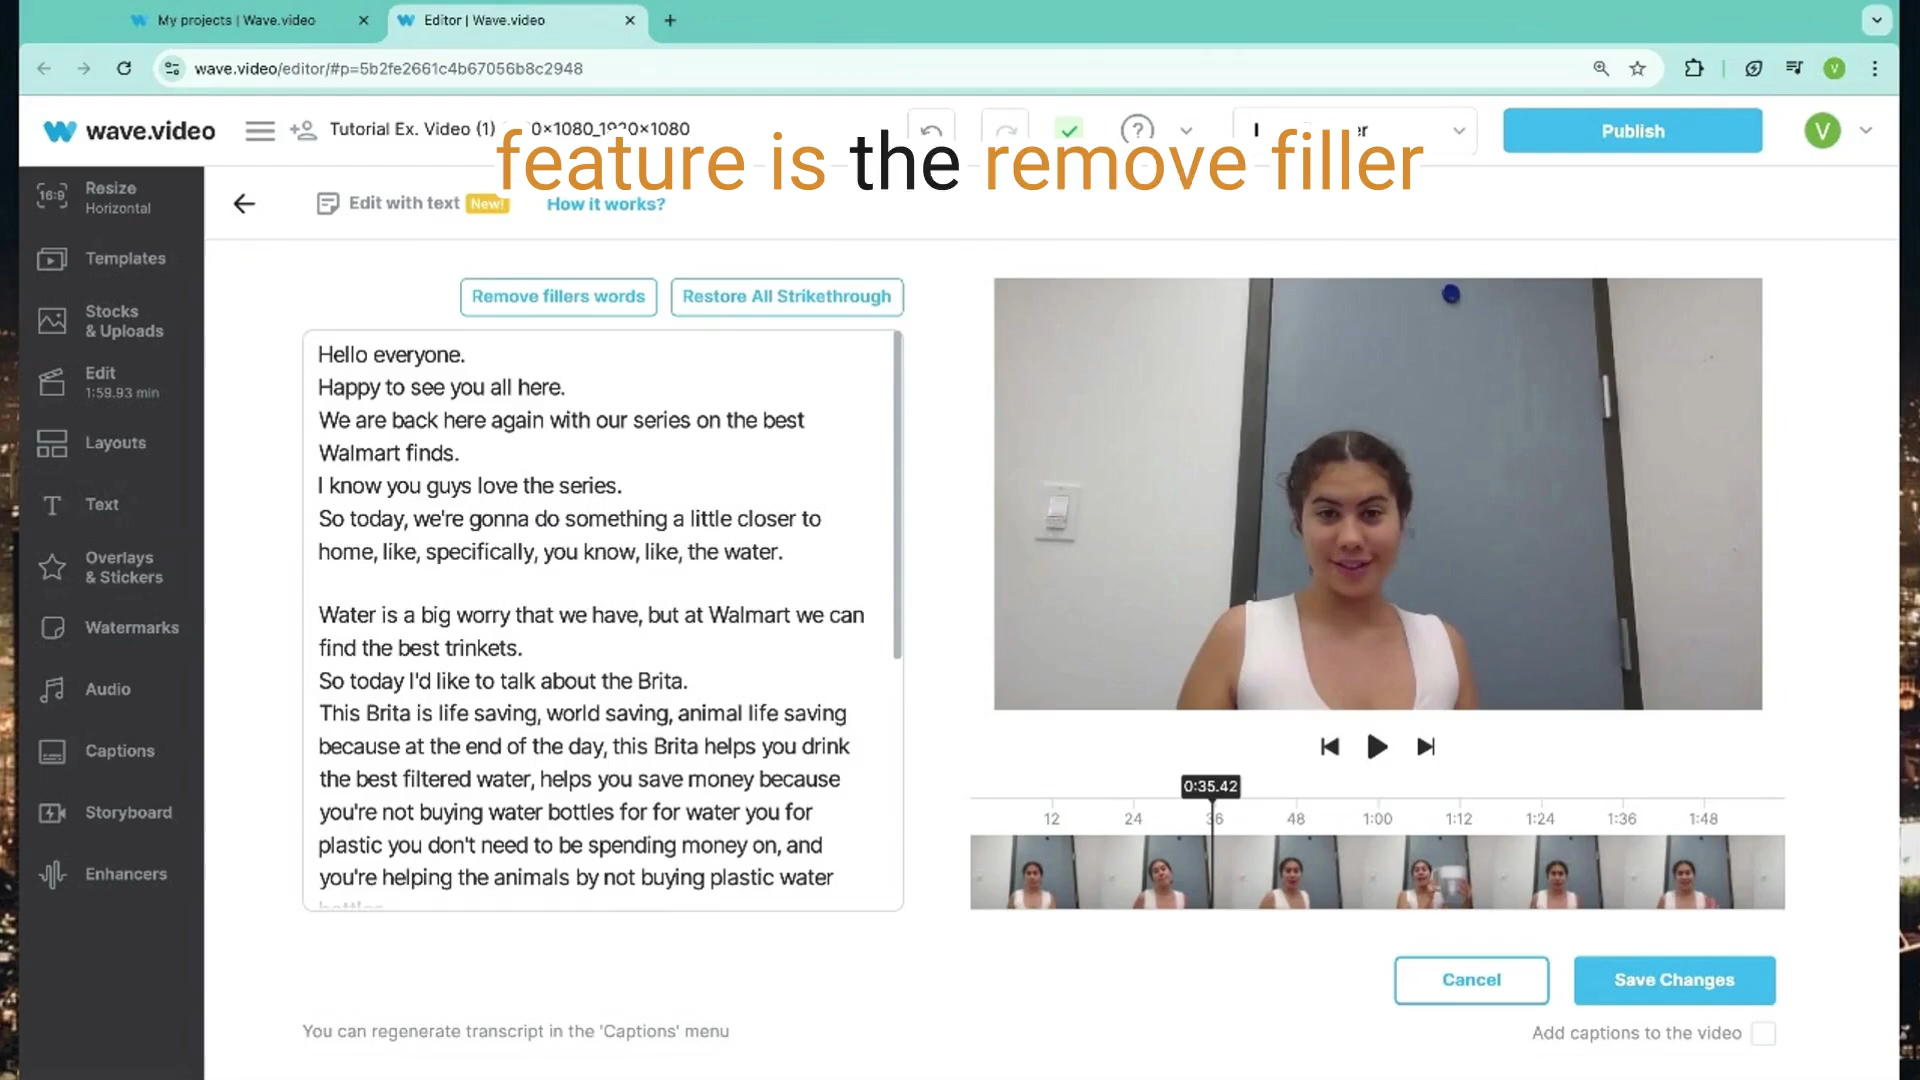 My projects | Wave.video
Editor | Wave.video
wave.video/editor/#p=5b2fe2661c4b67056b8c2948
V
wave.video
Tutorial Ex. Video (1)
0×1080_1920×1080
Publish
V
feature is the remove filler
16:9
Resize
Horizontal
Edit with text
New!
How it works?
Templates
Stocks
& Uploads
Edit
1:59.93 min
Layouts
Text
Overlays
& Stickers
Watermarks
Audio
Captions
Storyboard
Enhancers
Remove fillers words
Restore All Strikethrough
Hello everyone.
Happy to see you all here.
We are back here again with our series on the best
Walmart finds.
I know you guys love the series.
So today, we're gonna do something a little closer to
home, like, specifically, you know, like, the water.
Water is a big worry that we have, but at Walmart we can
find the best trinkets.
So today I'd like to talk about the Brita.
This Brita is life saving, world saving, animal life saving
because at the end of the day, this Brita helps you drink
the best filtered water, helps you save money because
you're not buying water bottles for for water you for
plastic you don't need to be spending money on, and
you're helping the animals by not buying plastic water
0:35.42
12 24 36 48 1:00 1:12 1:24 1:36 1:48
Cancel
Save Changes
You can regenerate transcript in the 'Captions' menu
Add captions to the video